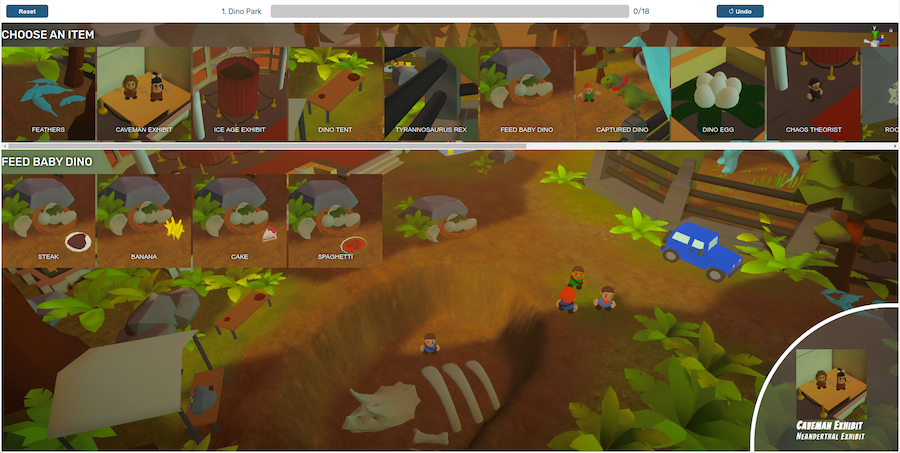 Reset
1. Dino Park
0/18
Undo
CHOOSE AN ITEM
y
FEATHERS
CAVEMAN EXHIBIT
ICE AGE EXHIBIT
DINO TENT
TYRANNOSAURUS REX
FEED BABY DINO
CAPTURED DINO
DINO EGG
CHAOS THEORIST
FEED BABY DINO
STEAK
BANANA
CAKE
SPAGHETTI
CAVEMAN EXHIBIT
NEANDERTHAL EXHIBIT